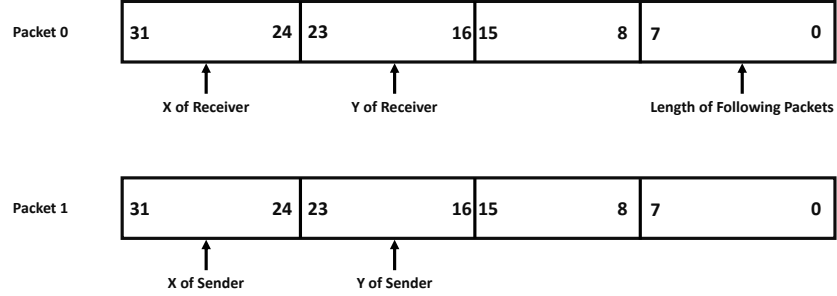 Packet 0 31 24 23 16 15 8 7 0
X of Receiver Y of Receiver Length of Following Packets
Packet 1 31 24 23 16 15 8 7 0
X of Sender Y of Sender